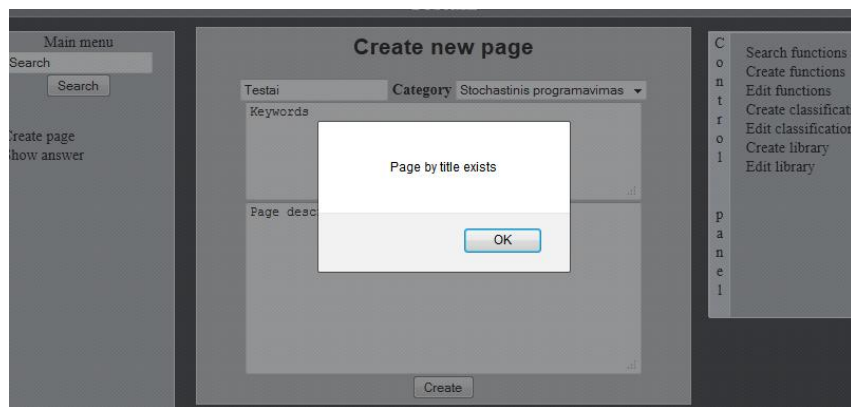 Main menu
Search
Search
Create page
Show answer
Create new page
Testai
Category Stochastinis programavimas
Keywords
Page desc
Page by title exists
OK
Create
Control panel
Search functions
Create functions
Edit functions
Create classificat
Edit classification
Create library
Edit library